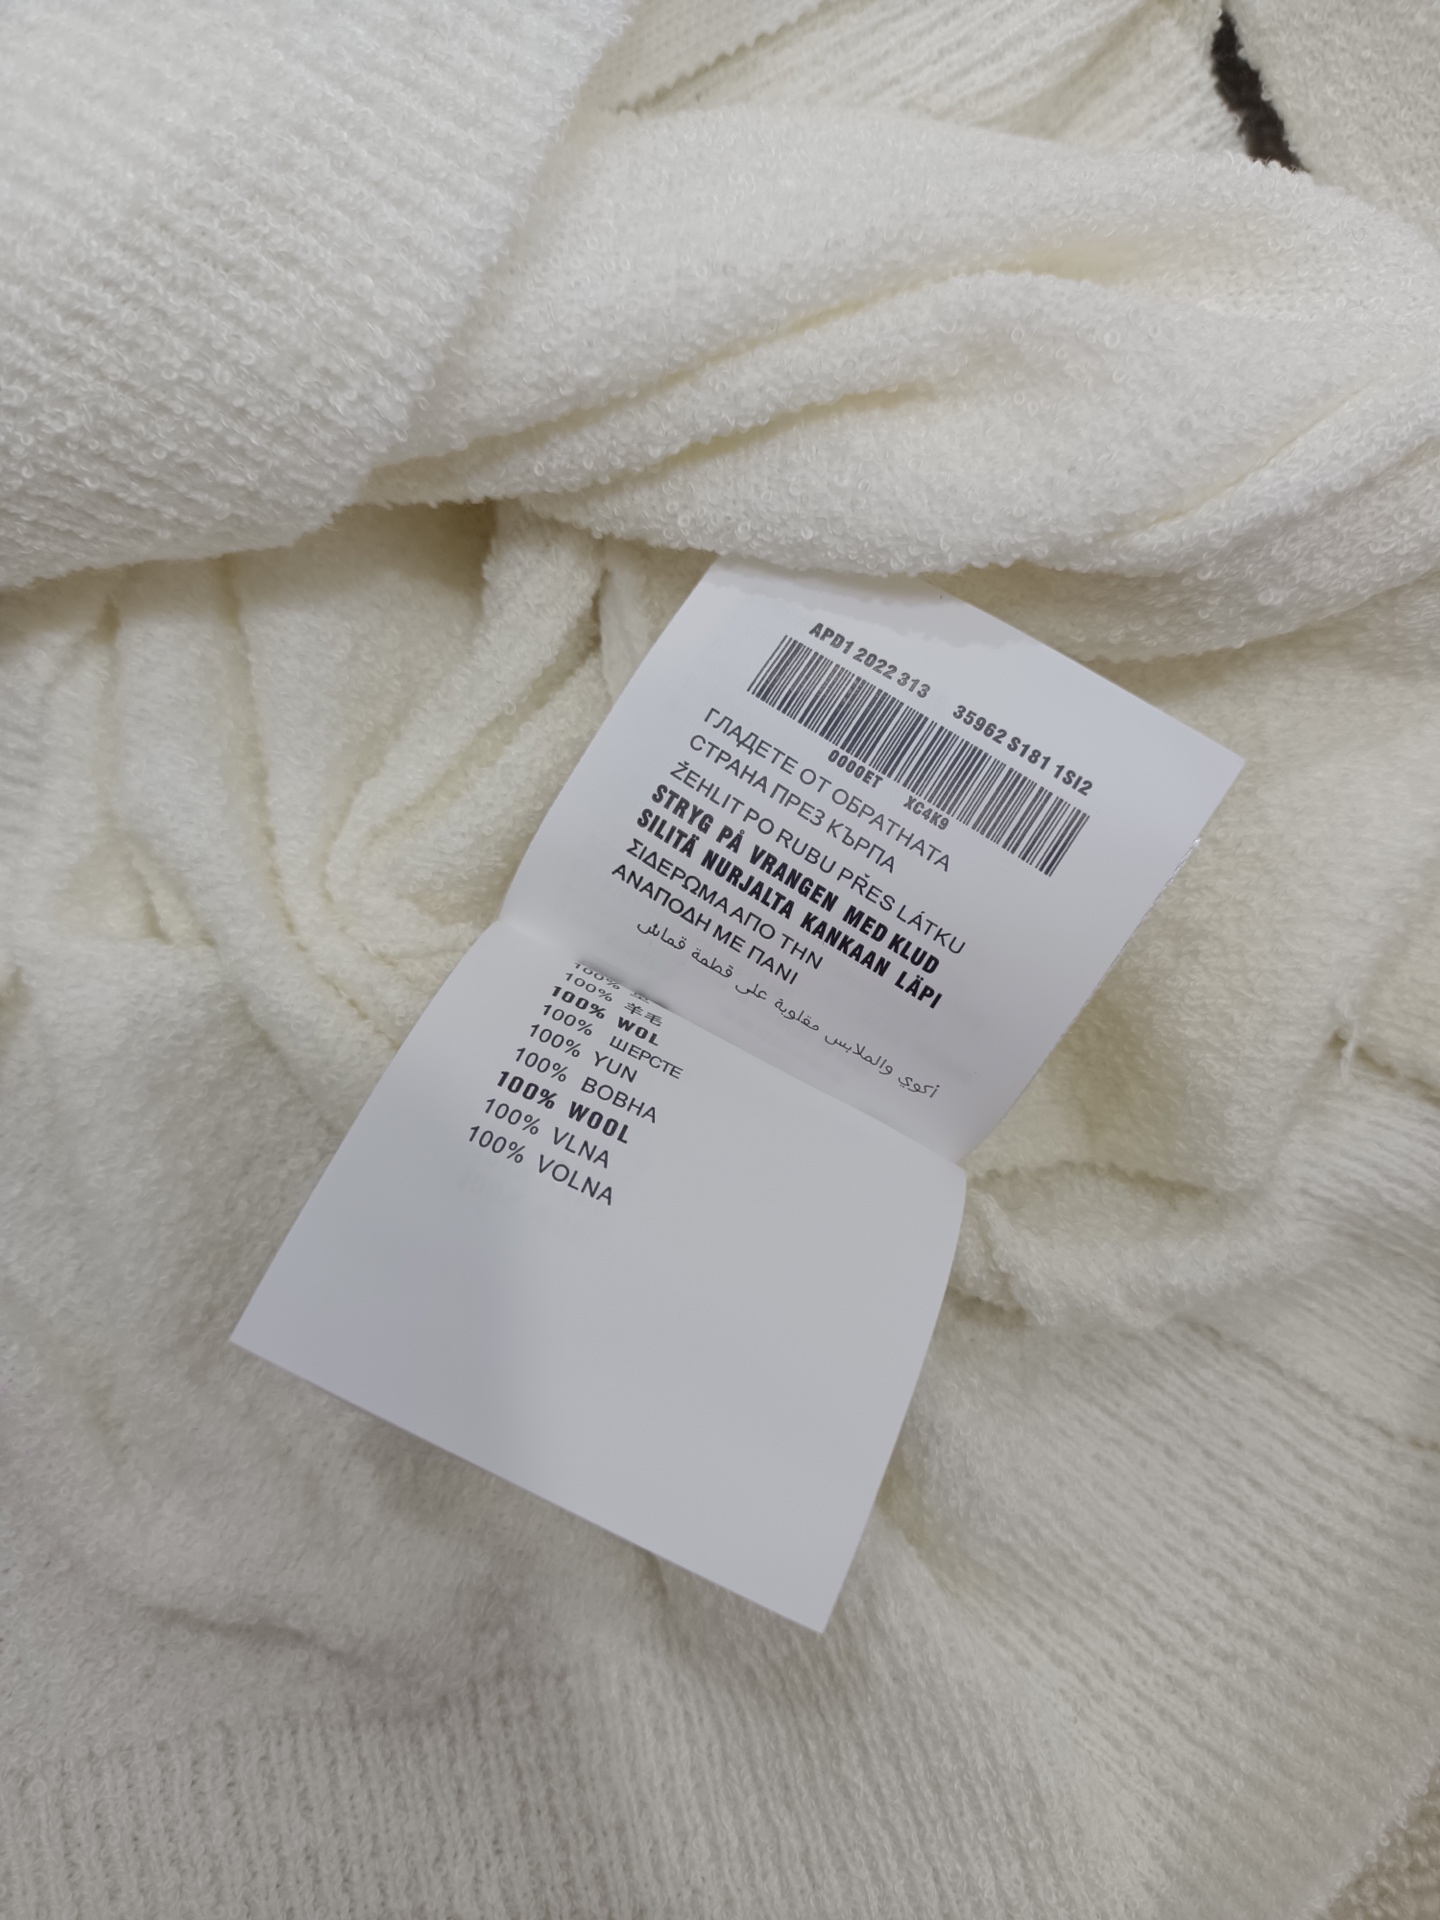 APD1 2022 313 35962 S181 1SI2
0000ET XC4K9
ГЛАДЕТЕ ОТ ОБРАТНАТА
СТРАНА ПРЕЗ КЪРПА
ŽEHLIT PO RUBU PŘES LÁTKU
STRYG PÅ VRANGEN MED KLUD
SILITÄ NURJALTA KANKAAN LÄPI
ΣΙΔΕΡΩΜΑ ΑΠΟ ΤΗΝ
ΑΝΑΠΟΔΗ ΜΕ ΠΑΝΙ
أكوي والملابس مقلوبة على قطعة قماش
100%
100% 羊毛
100% WOL
100% ШЕРСТЕ
100% YUN
100% ВОВНА
100% WOOL
100% VLNA
100% VOLNA